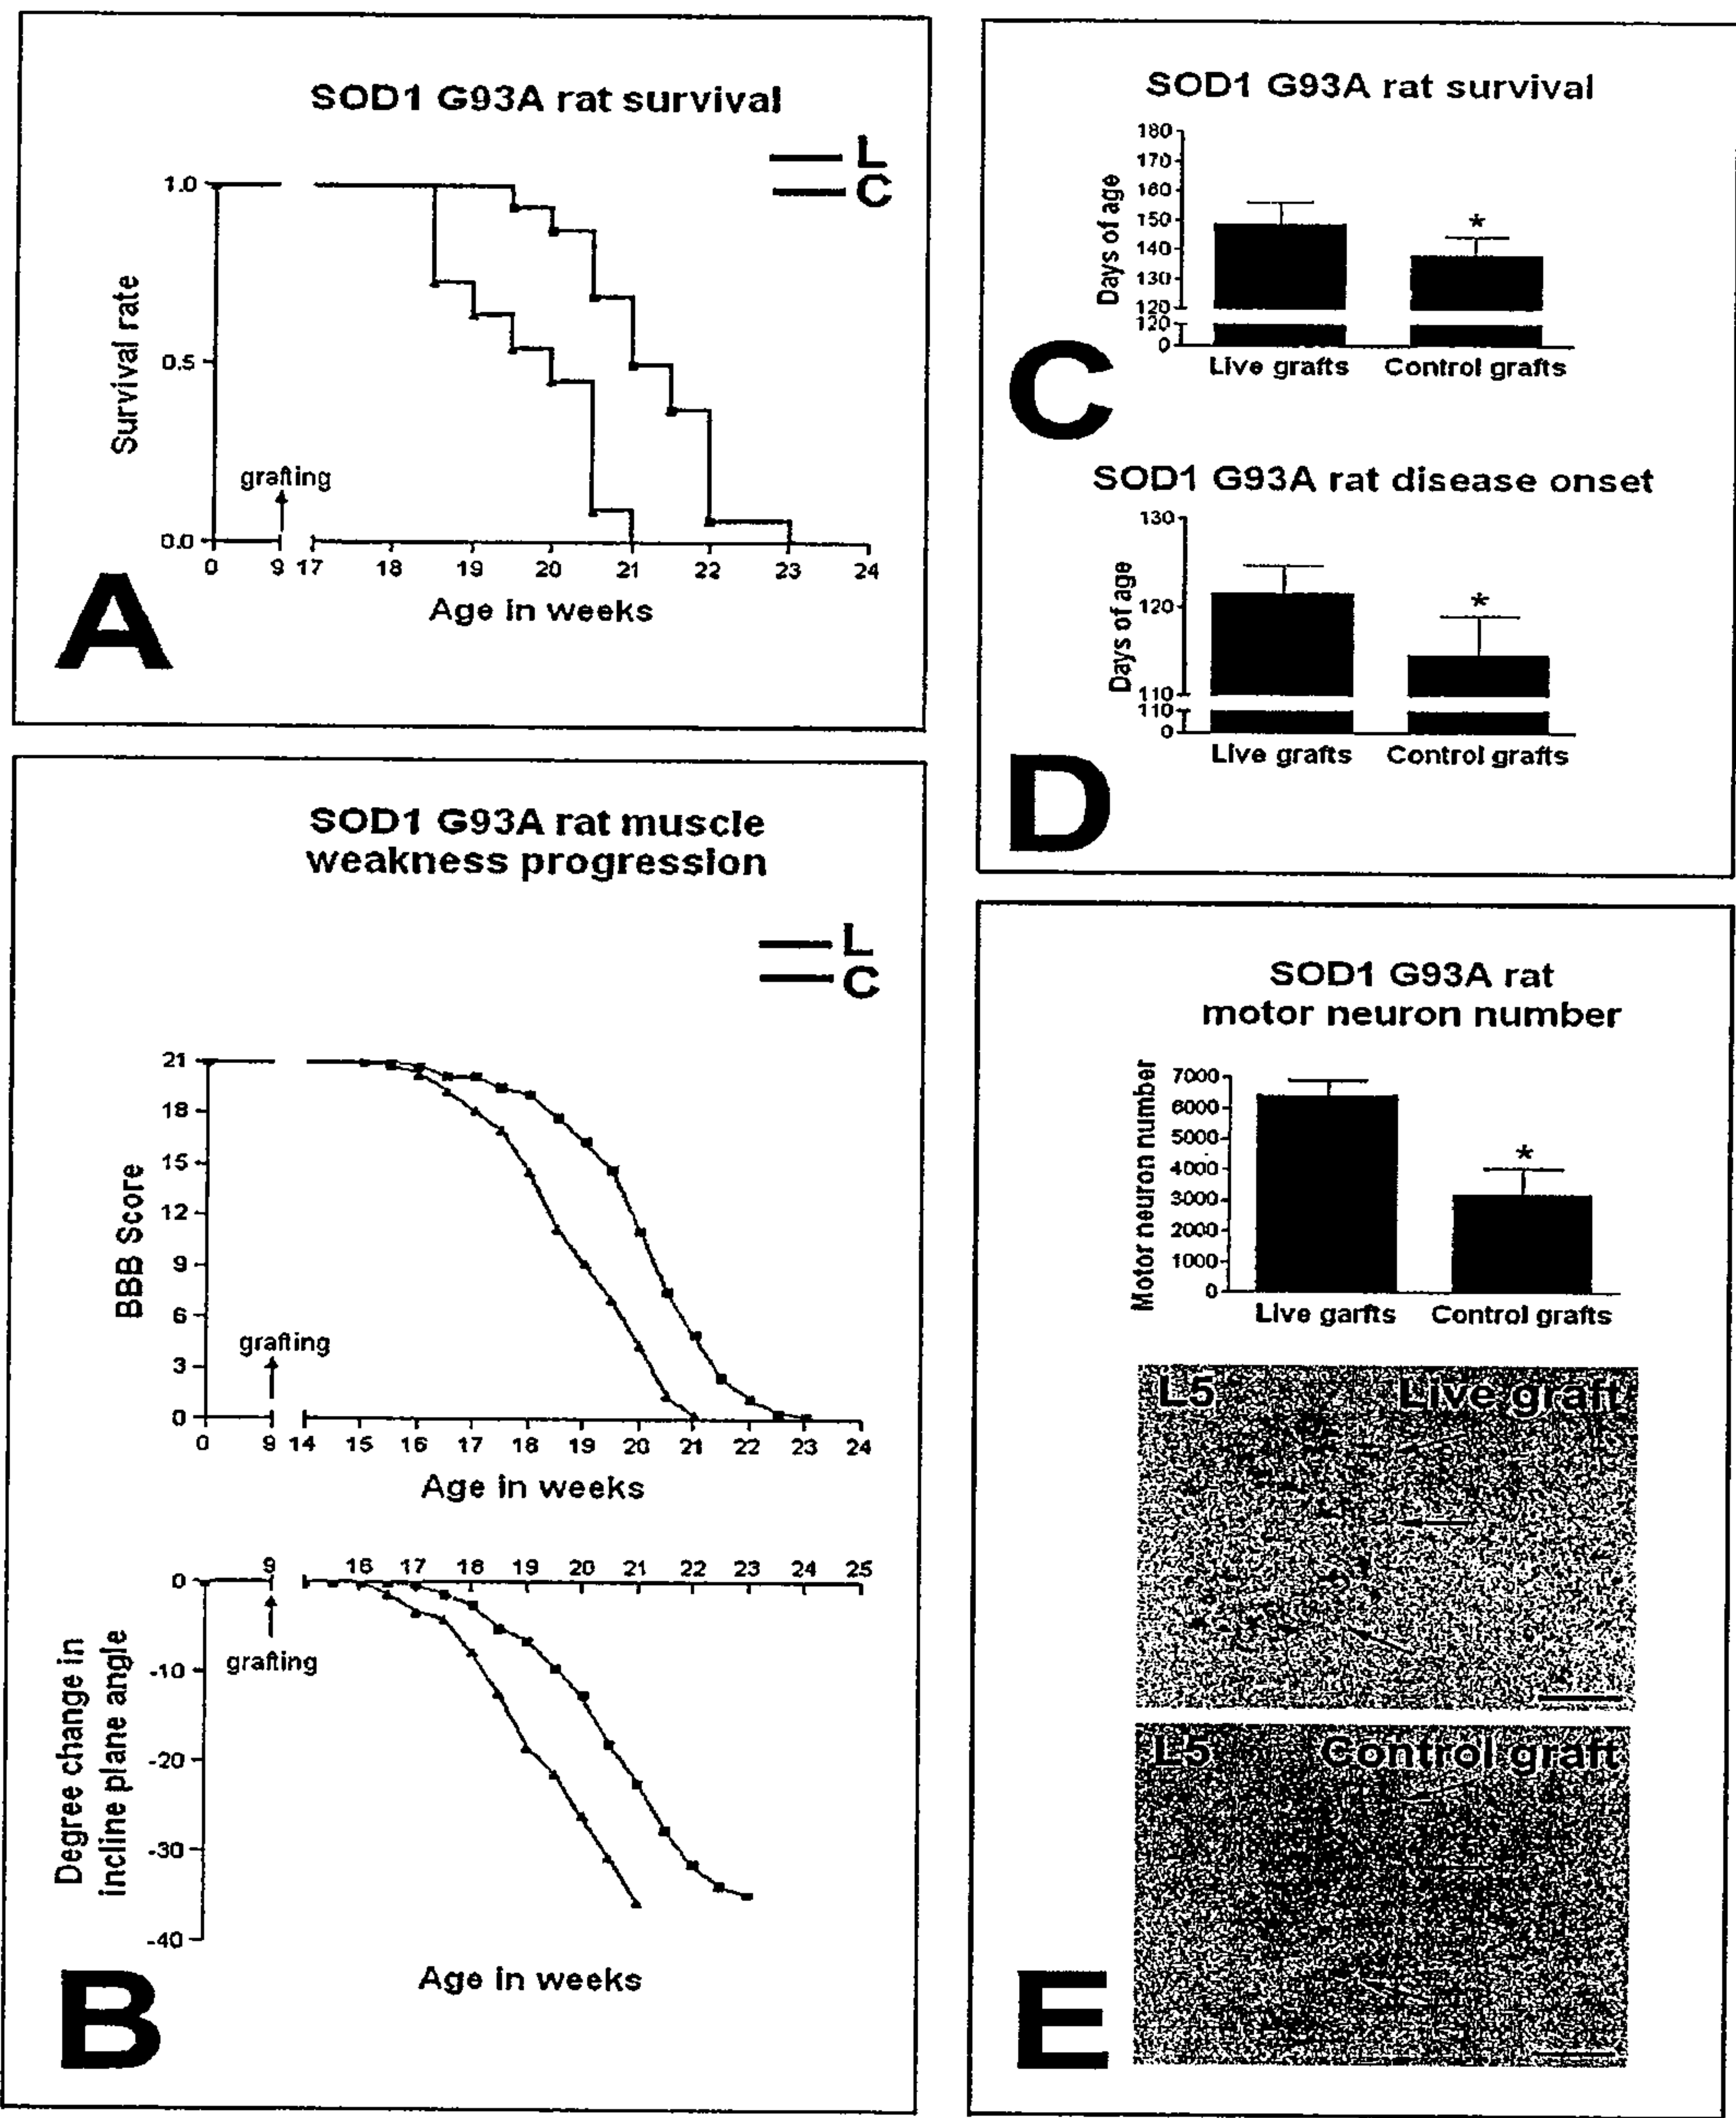 SOD1 G93A rat survival
L
C
Survival rate
1.0
0.5
0.0
grafting
0 9 17 18 19 20 21 22 23 24
Age in weeks
A
SOD1 G93A rat muscle
weakness progression
L
C
BBB Score
21
18
15
12
9
6
3
0
grafting
0 9 14 15 16 17 18 19 20 21 22 23 24
Age in weeks
9 16 17 18 19 20 21 22 23 24 25
Degree change in
incline plane angle
0
-10
-20
-30
-40
grafting
Age in weeks
B
SOD1 G93A rat survival
Days of age
180
170
160
150
140
130
120
120
0
*
Live grafts Control grafts
C
SOD1 G93A rat disease onset
Days of age
130
120
110
110
0
*
Live grafts Control grafts
D
SOD1 G93A rat
motor neuron number
Motor neuron number
7000
6000
5000
4000
3000
2000
1000
0
*
Live garfts Control grafts
L5 Live graft
L5 Control graft
E